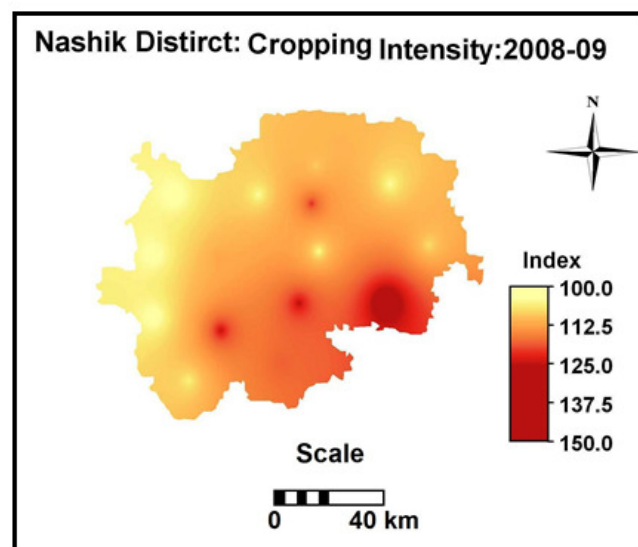 Nashik Distirct: Cropping Intensity:2008-09
N
Index
100.0
112.5
125.0
137.5
150.0
Scale
0 40 km